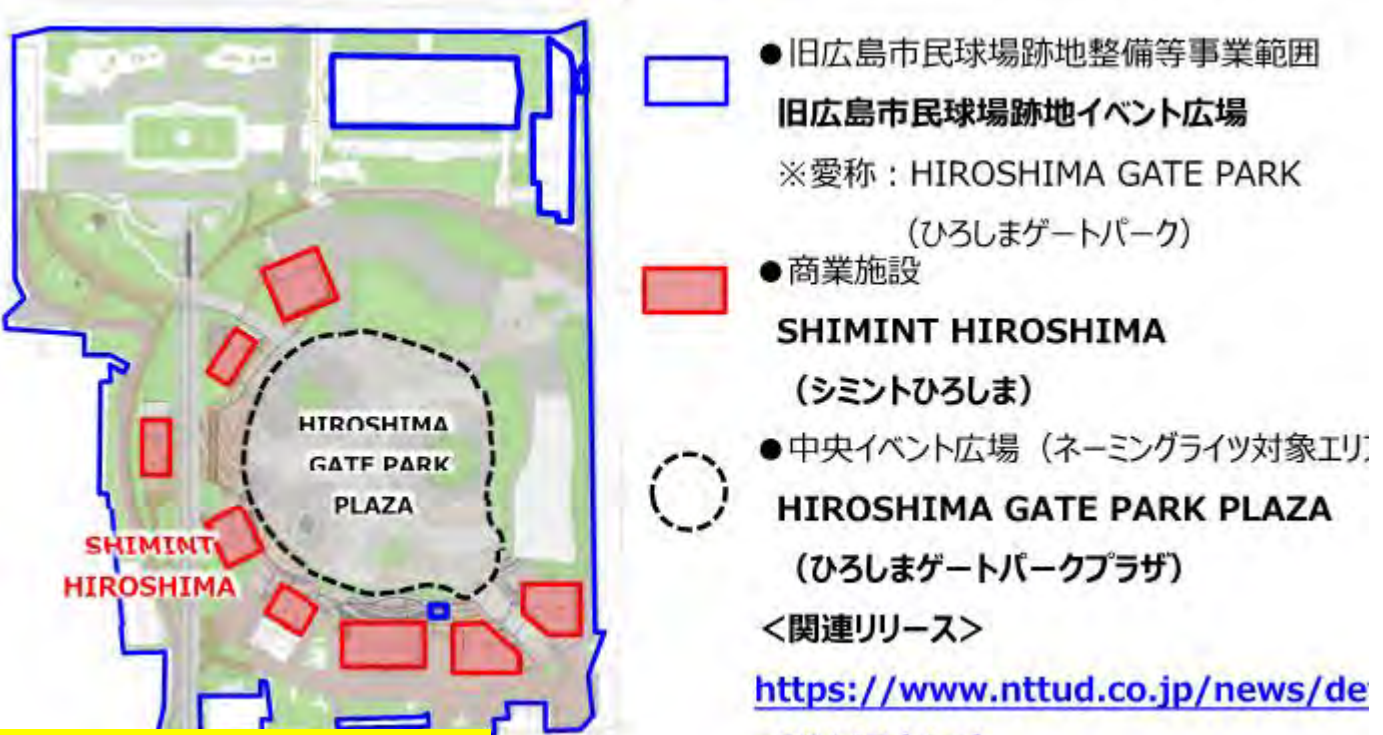 HIROSHIMA
GATE PARK
PLAZA
SHIMINT
HIROSHIMA
●旧広島市民球場跡地整備等事業範囲
旧広島市民球場跡地イベント広場
※愛称：HIROSHIMA GATE PARK
（ひろしまゲートパーク）
●商業施設
SHIMINT HIROSHIMA
（シミントひろしま）
●中央イベント広場（ネーミングライツ対象エリ
HIROSHIMA GATE PARK PLAZA
（ひろしまゲートパークプラザ）
＜関連リリース＞
https://www.nttud.co.jp/news/de